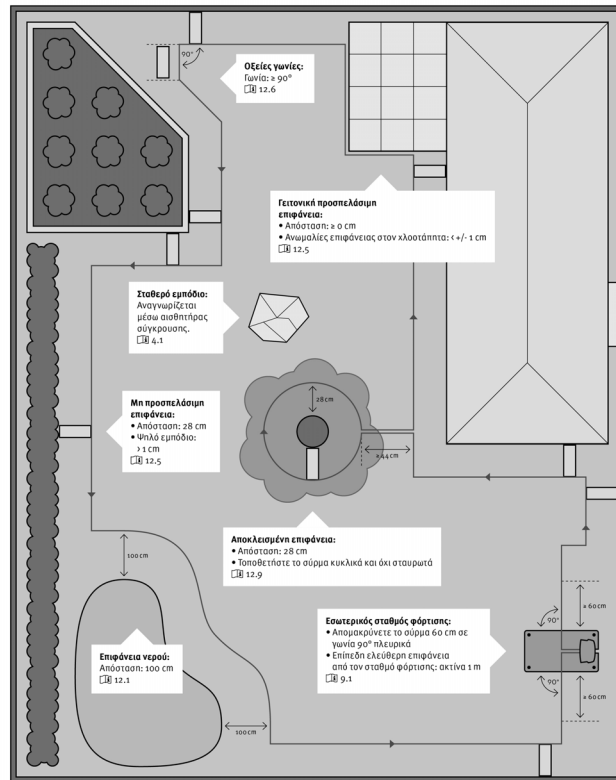 90°
Οξείες γωνίες:
Γωνία: ≥ 90°
12.6
Γειτονική προσπελάσιμη
επιφάνεια:
• Απόσταση: ≥ 0 cm
• Ανωμαλίες επιφάνειας στον χλοοτάπητα: < +/- 1 cm
12.5
Σταθερό εμπόδιο:
Αναγνωρίζεται
μέσω αισθητήρας
σύγκρουσης.
4.1
28 cm
Μη προσπελάσιμη
επιφάνεια:
• Απόσταση: 28 cm
• Ψηλό εμπόδιο:
> 1 cm
12.5
≥ 44 cm
Αποκλεισμένη επιφάνεια:
• Απόσταση: 28 cm
• Τοποθετήστε το σύρμα κυκλικά και όχι σταυρωτά
12.9
100 cm
Εσωτερικός σταθμός φόρτισης:
• Απομακρύνετε το σύρμα 60 cm σε
γωνία 90° πλευρικά
• Επίπεδη ελεύθερη επιφάνεια
από τον σταθμό φόρτισης: ακτίνα 1 m
9.1
≥ 60 cm
90°
90°
≥ 60 cm
Επιφάνεια νερού:
Απόσταση: 100 cm
12.1
100 cm